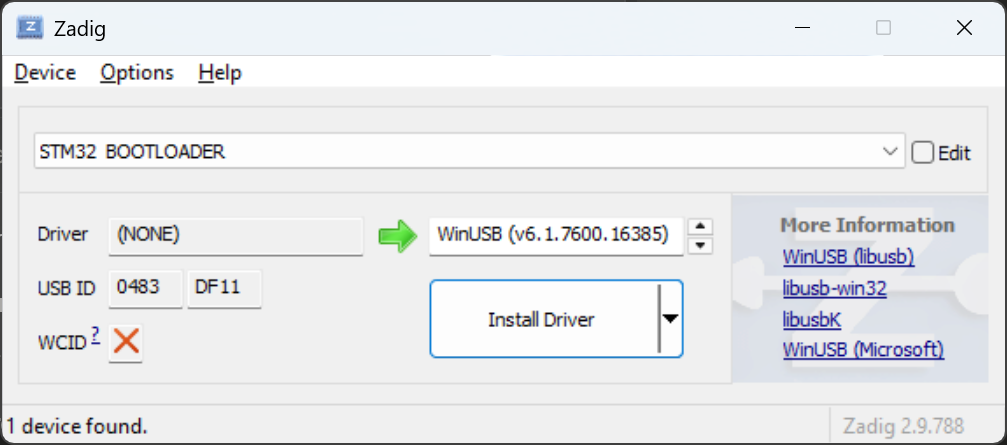 Zadig
Device Options Help
STM32 BOOTLOADER
Edit
Driver (NONE) WinUSB (v6.1.7600.16385)
USB ID 0483 DF11
WCID ?
Install Driver
More Information
WinUSB (libusb)
libusb-win32
libusbK
WinUSB (Microsoft)
1 device found.
Zadig 2.9.788